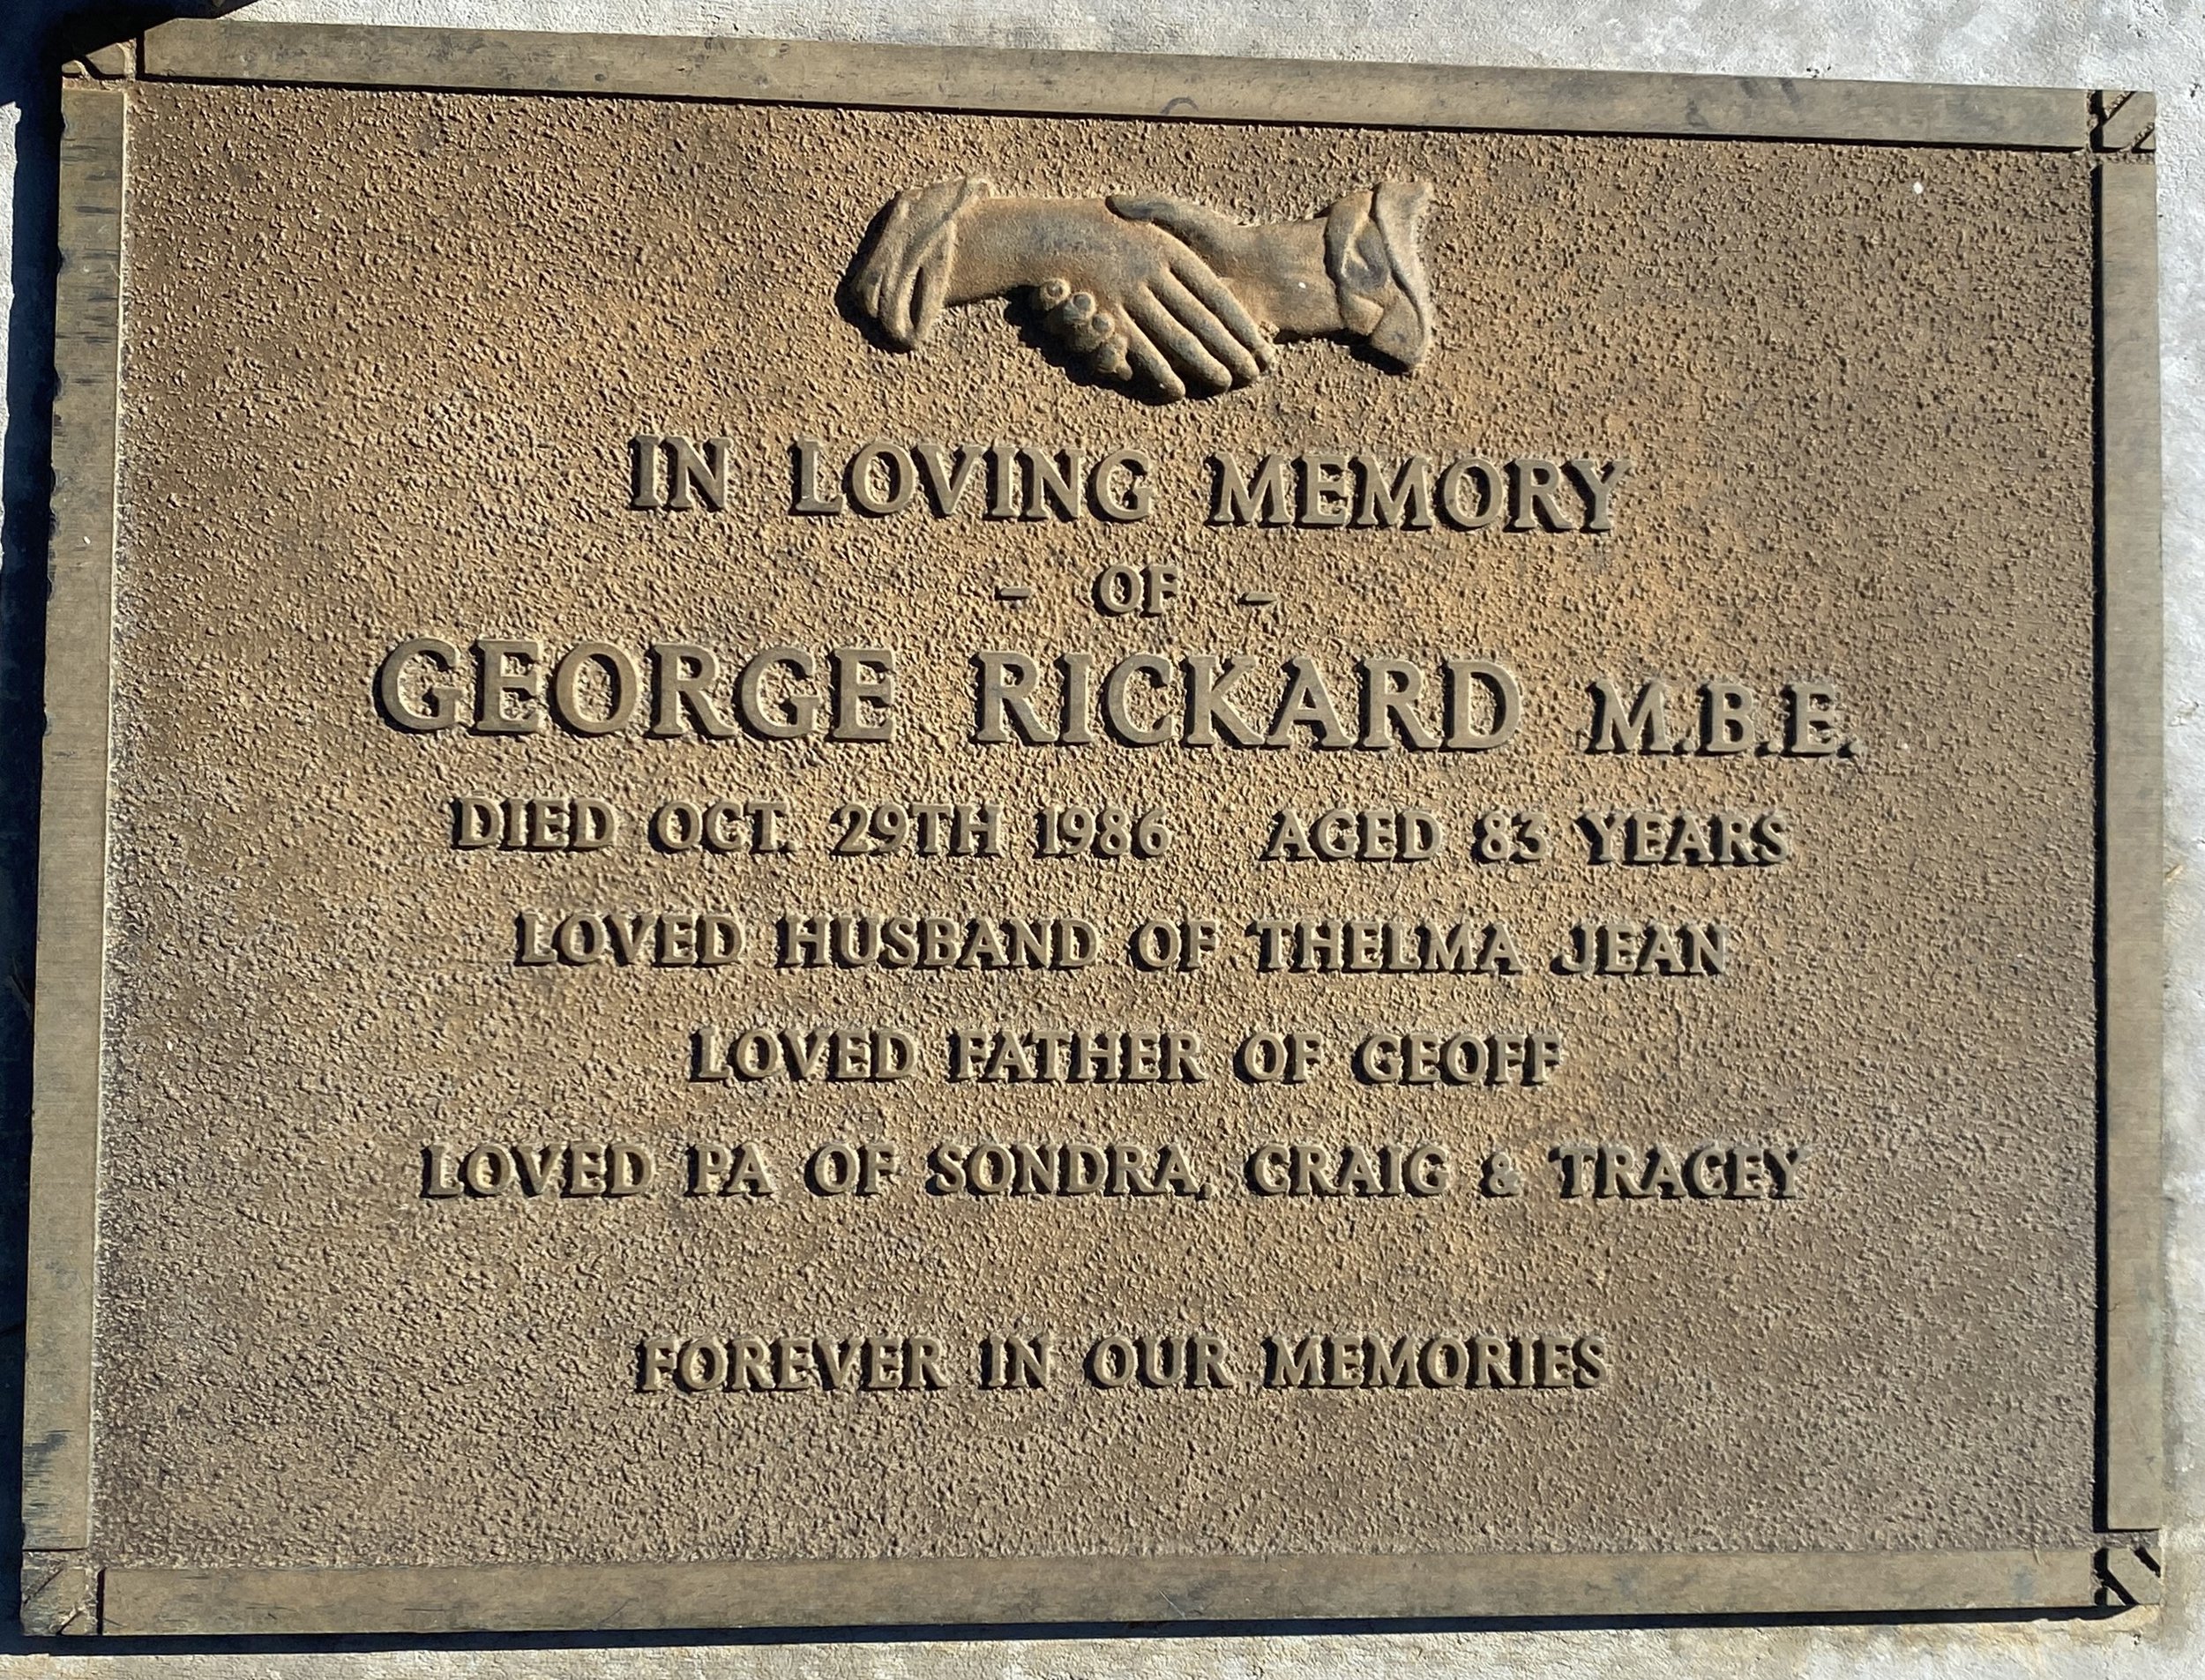 IN LOVING MEMORY
- OF -
GEORGE RICKARD M.B.E.
DIED OCT. 29TH 1986 AGED 83 YEARS
LOVED HUSBAND OF THELMA JEAN
LOVED FATHER OF GEOFF
LOVED PA OF SONDRA, CRAIG & TRACEY
FOREVER IN OUR MEMORIES